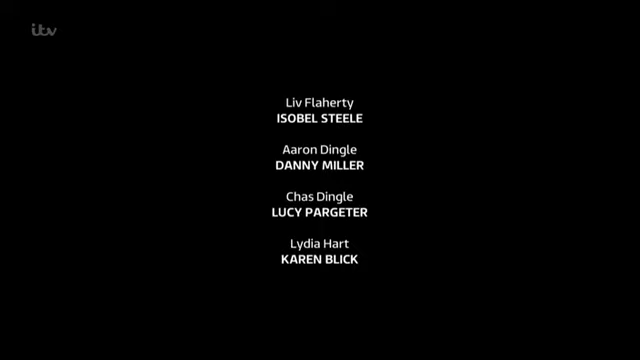 itv
Liv Flaherty
ISOBEL STEELE
Aaron Dingle
DANNY MILLER
Chas Dingle
LUCY PARGETER
Lydia Hart
KAREN BLICK